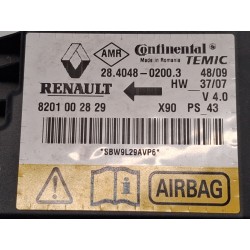 AMR Continental
Made in Romania TEMIC
28.4048-0200.3 48/09
RENAULT HW 37/07
V 4.0
8201 00 28 29 X90 PS 43
*SBW9L29AVP6*
AIRBAG